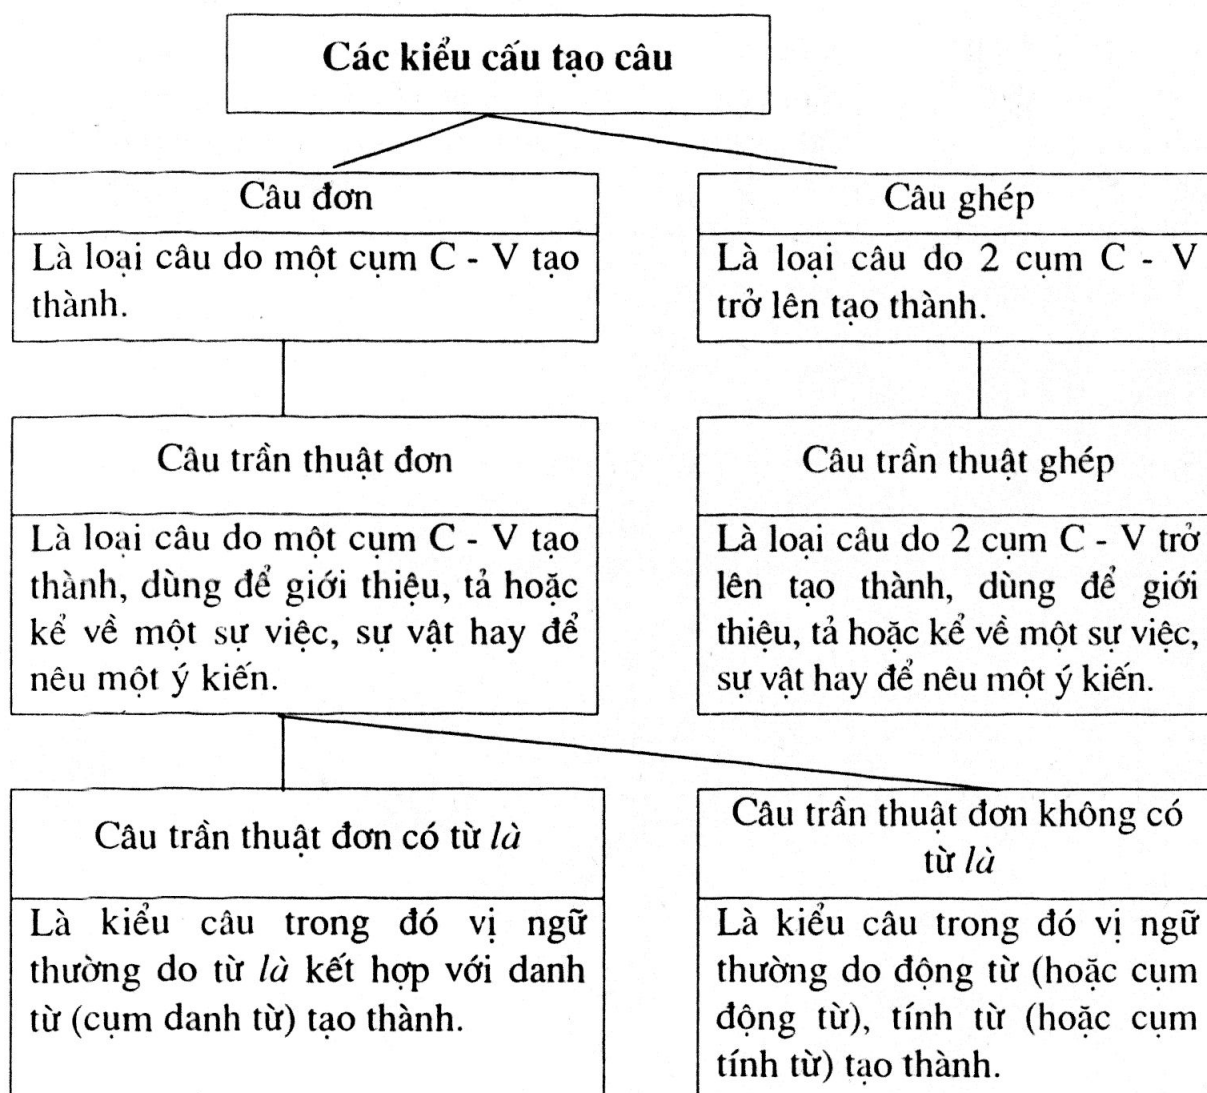 Các kiểu cấu tạo câu
Câu đơn
Là loại câu do một cụm C - V tạo
thành.
Câu ghép
Là loại câu do 2 cụm C - V
trở lên tạo thành.
Câu trần thuật đơn
Là loại câu do một cụm C - V tạo
thành, dùng để giới thiệu, tả hoặc
kể về một sự việc, sự vật hay để
nêu một ý kiến.
Câu trần thuật ghép
Là loại câu do 2 cụm C - V trở
lên tạo thành, dùng để giới
thiệu, tả hoặc kể về một sự việc,
sự vật hay để nêu một ý kiến.
Câu trần thuật đơn có từ là
Là kiểu câu trong đó vị ngữ
thường do từ là kết hợp với danh
từ (cụm danh từ) tạo thành.
Câu trần thuật đơn không có
từ là
Là kiểu câu trong đó vị ngữ
thường do động từ (hoặc cụm
động từ), tính từ (hoặc cụm
tính từ) tạo thành.